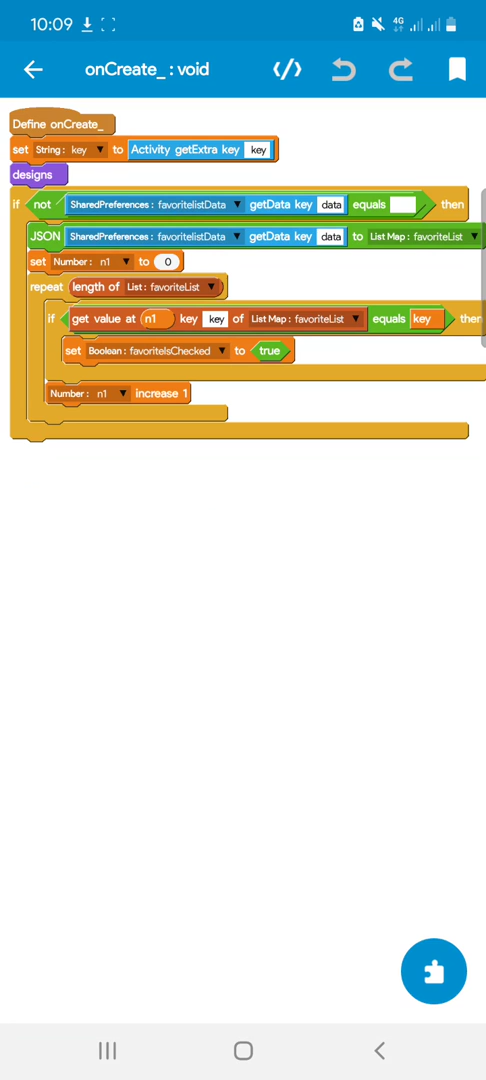 10:09 4G
onCreate_ : void
Define onCreate_
set String : key to Activity getExtra key key
designs
if not SharedPreferences : favoritelistData getData key data equals then
JSON SharedPreferences : favoritelistData getData key data to List Map : favoriteList
set Number : n1 to 0
repeat length of List : favoriteList
if get value at n1 key key of List Map : favoriteList equals key then
set Boolean : favoriteIsChecked to true
Number : n1 increase 1